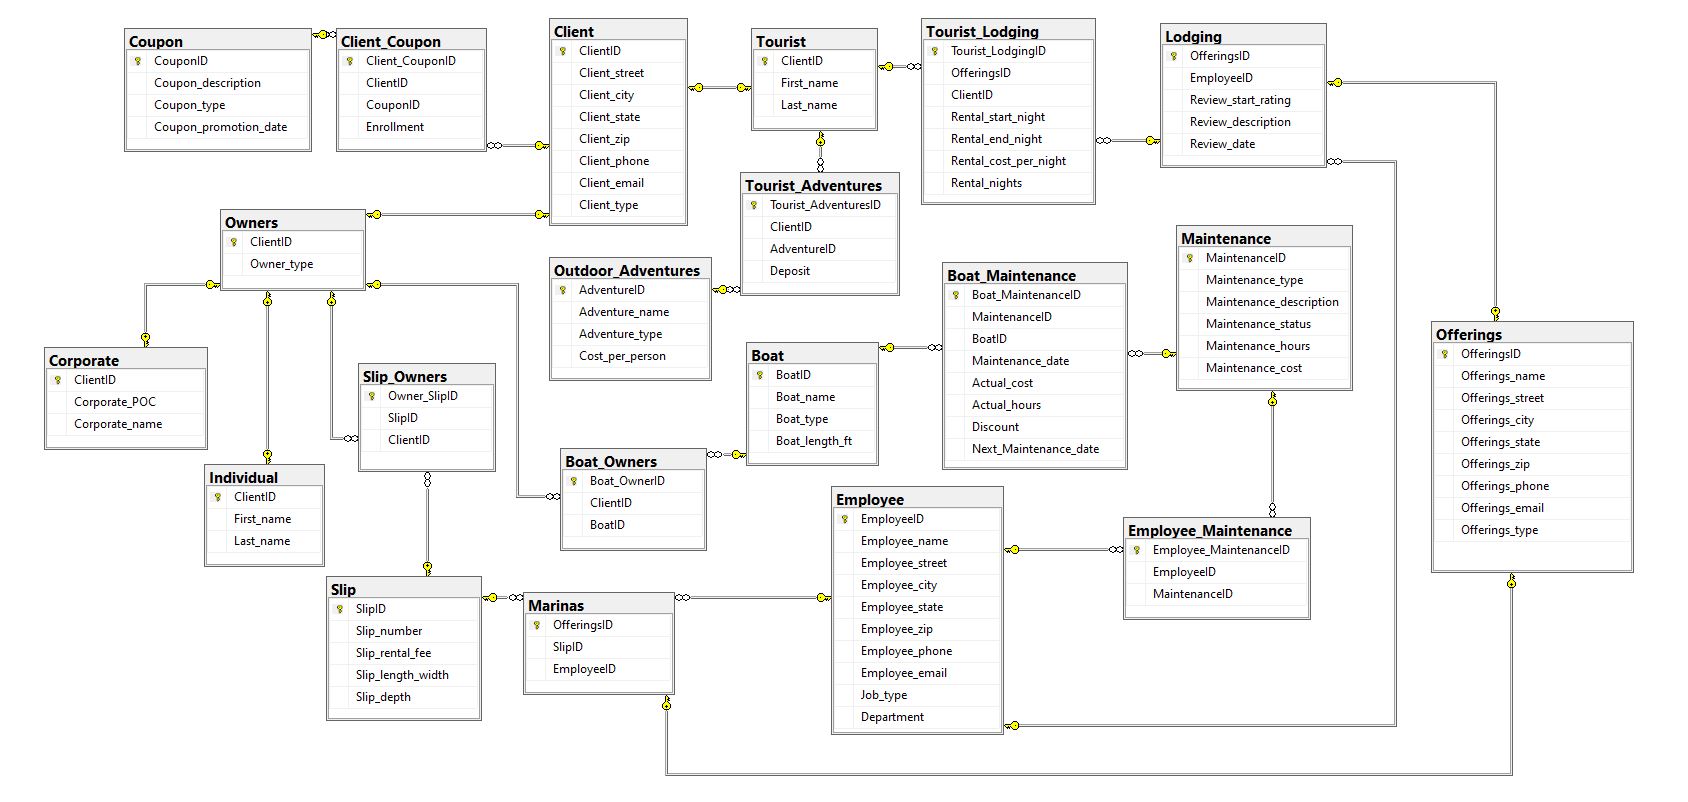 Coupon
CouponID
Coupon_description
Coupon_type
Coupon_promotion_date
Client_Coupon
Client_CouponID
ClientID
CouponID
Enrollment
Client
ClientID
Client_street
Client_city
Client_state
Client_zip
Client_phone
Client_email
Client_type
Tourist
ClientID
First_name
Last_name
Tourist_Lodging
Tourist_LodgingID
OfferingsID
ClientID
Rental_start_night
Rental_end_night
Rental_cost_per_night
Rental_nights
Lodging
OfferingsID
EmployeeID
Review_start_rating
Review_description
Review_date
Owners
ClientID
Owner_type
Tourist_Adventures
Tourist_AdventuresID
ClientID
AdventureID
Deposit
Outdoor_Adventures
AdventureID
Adventure_name
Adventure_type
Cost_per_person
Boat_Maintenance
Boat_MaintenanceID
MaintenanceID
BoatID
Maintenance_date
Actual_cost
Actual_hours
Discount
Next_Maintenance_date
Maintenance
MaintenanceID
Maintenance_type
Maintenance_description
Maintenance_status
Maintenance_hours
Maintenance_cost
Offerings
OfferingsID
Offerings_name
Offerings_street
Offerings_city
Offerings_state
Offerings_zip
Offerings_phone
Offerings_email
Offerings_type
Corporate
ClientID
Corporate_POC
Corporate_name
Slip_Owners
Owner_SlipID
SlipID
ClientID
Boat
BoatID
Boat_name
Boat_type
Boat_length_ft
Individual
ClientID
First_name
Last_name
Boat_Owners
Boat_OwnerID
ClientID
BoatID
Employee
EmployeeID
Employee_name
Employee_street
Employee_city
Employee_state
Employee_zip
Employee_phone
Employee_email
Job_type
Department
Employee_Maintenance
Employee_MaintenanceID
EmployeeID
MaintenanceID
Slip
SlipID
Slip_number
Slip_rental_fee
Slip_length_width
Slip_depth
Marinas
OfferingsID
SlipID
EmployeeID